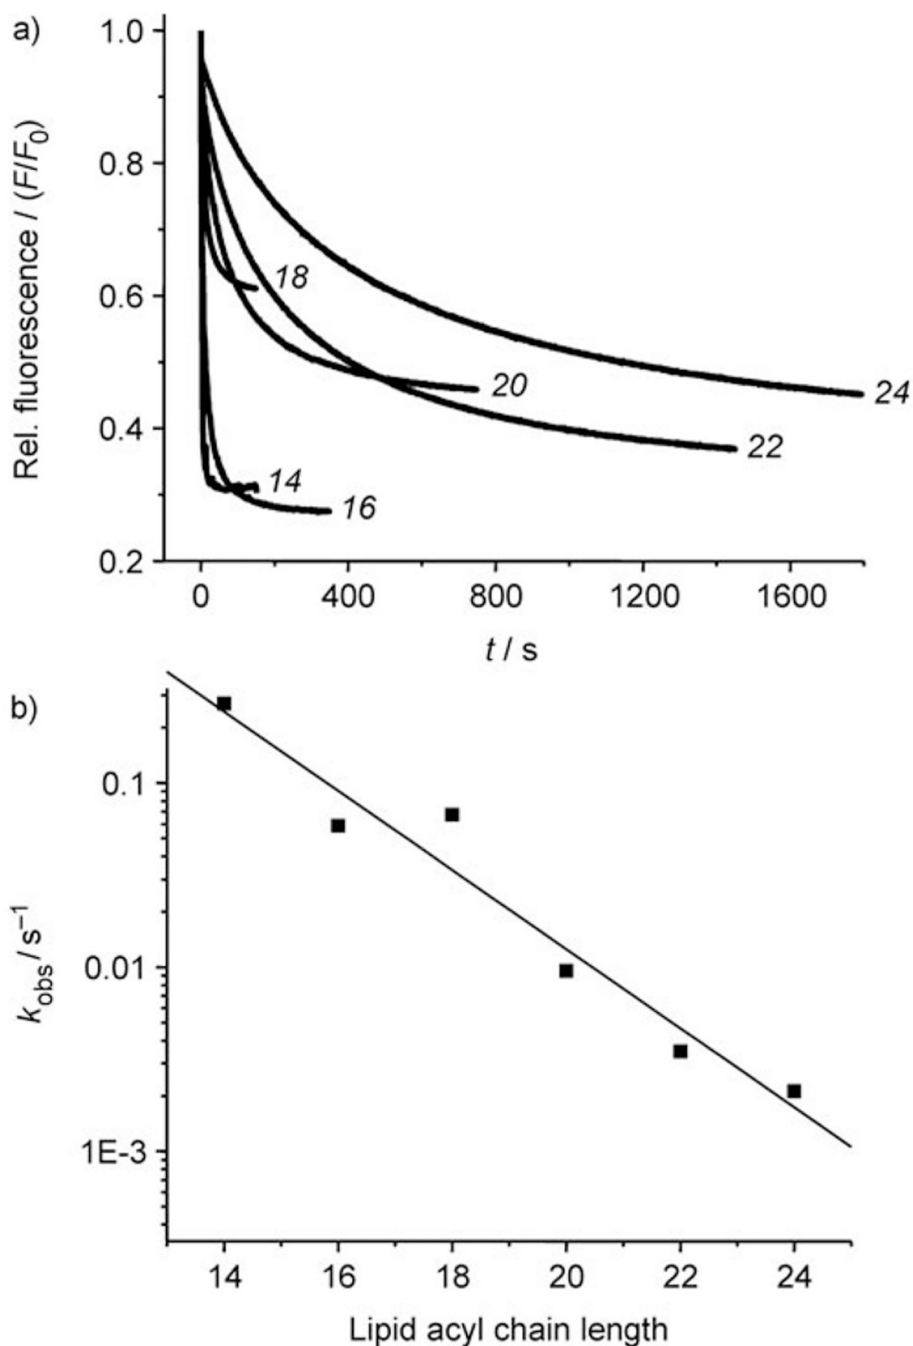 a)
Rel. fluorescence / (F/F₀)
1.0
0.8
0.6
0.4
0.2
18
20
24
22
14
16
0 400 800 1200 1600
t / s
b)
k_obs / s⁻¹
0.1
0.01
1E-3
14 16 18 20 22 24
Lipid acyl chain length